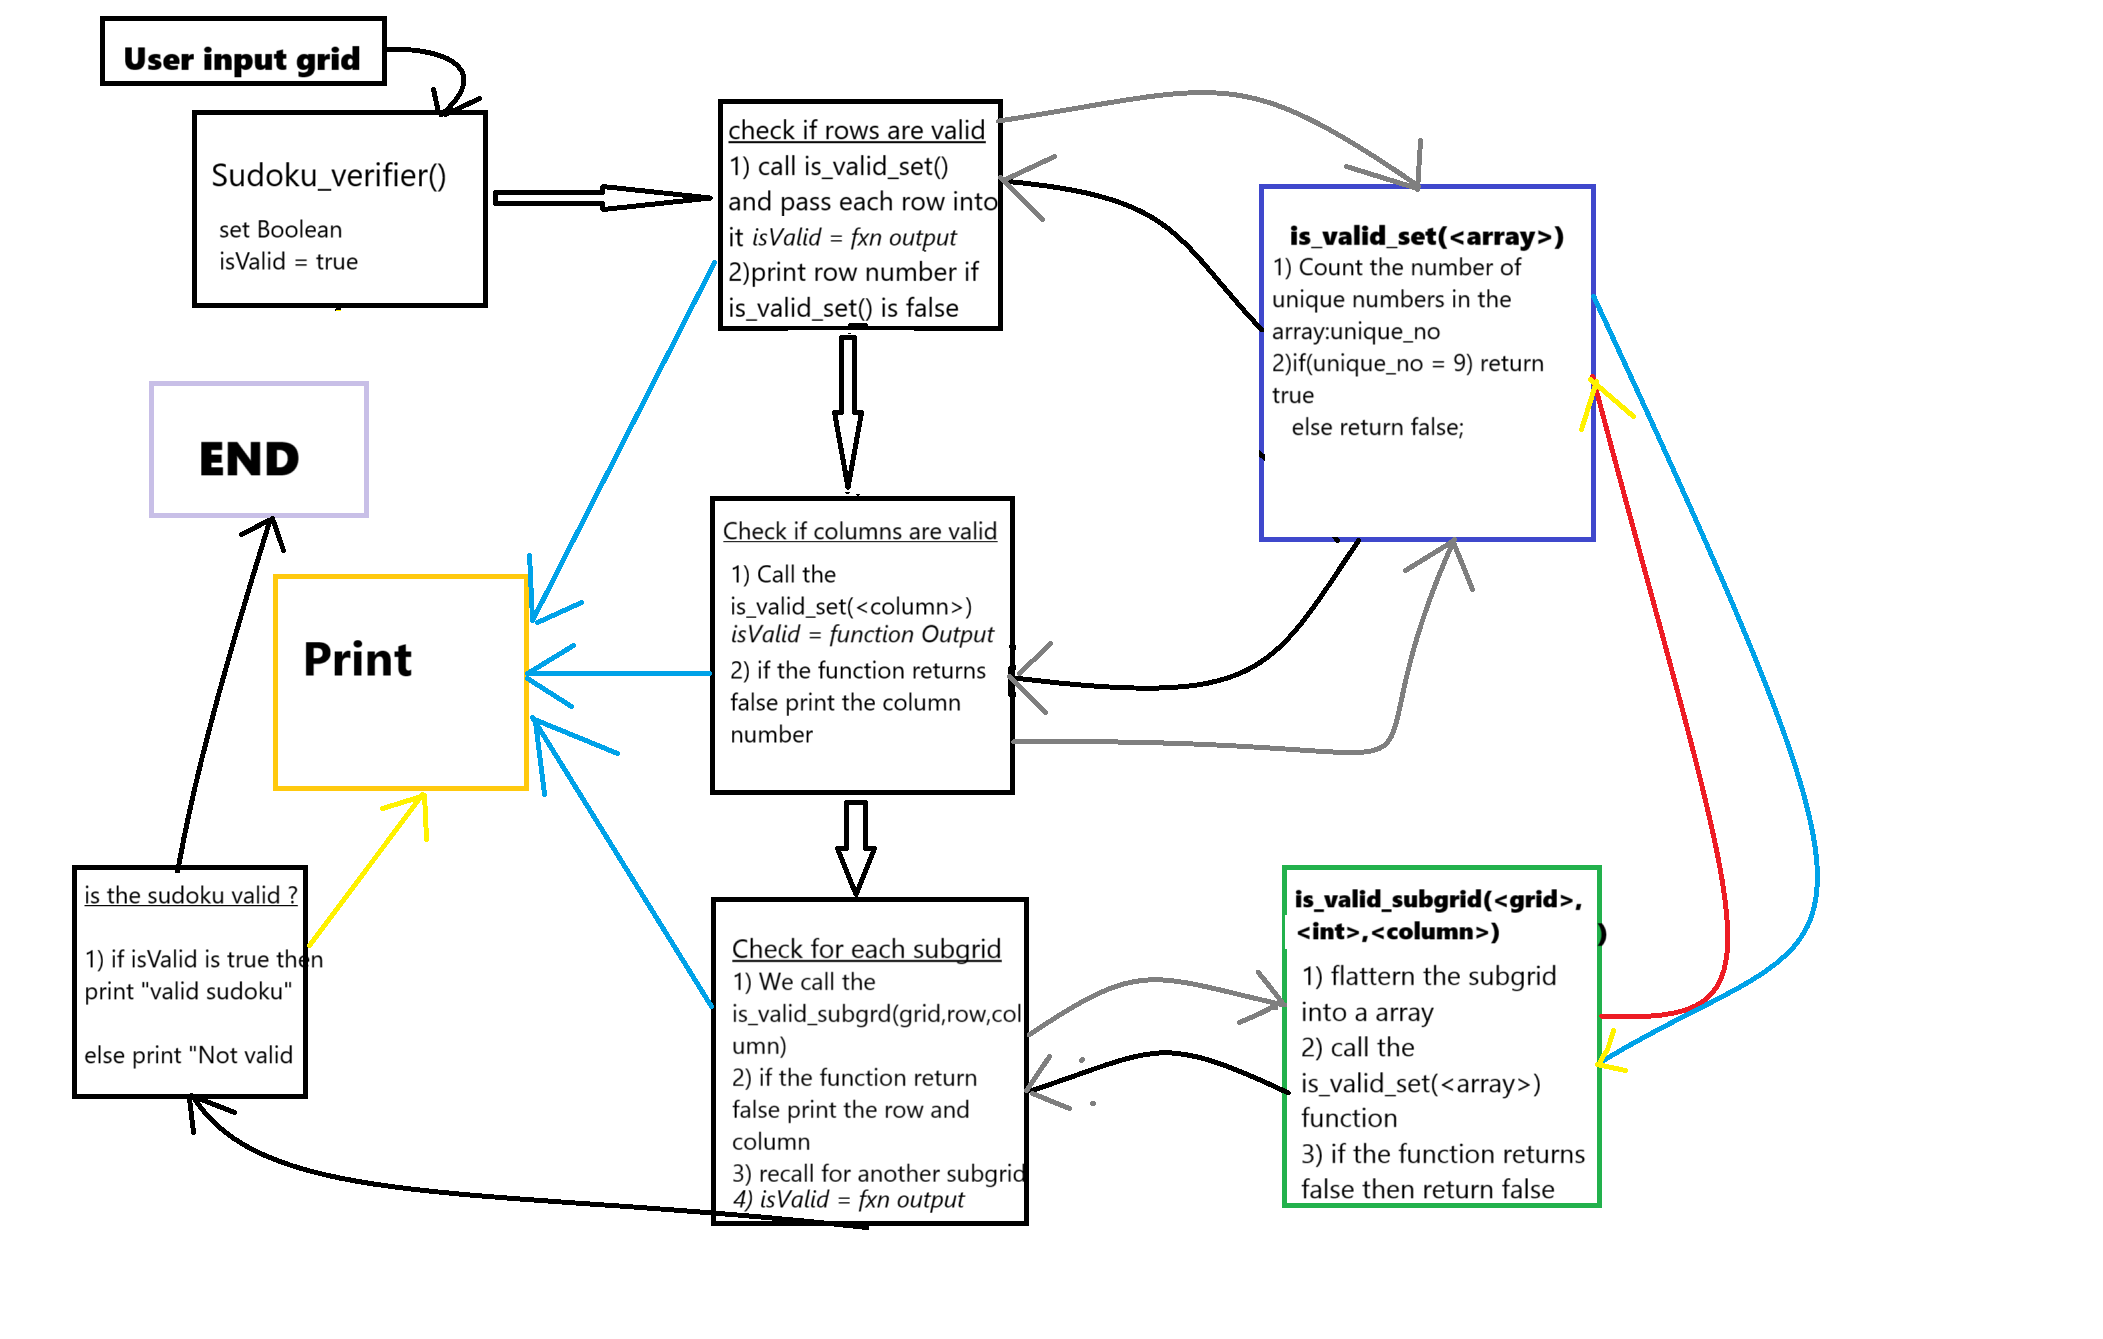 User input grid
Sudoku_verifier()
set Boolean
isValid = true
check if rows are valid
1) call is_valid_set()
and pass each row into
it isValid = fxn output
2)print row number if
is_valid_set() is false
is_valid_set(<array>)
1) Count the number of
unique numbers in the
array:unique_no
2)if(unique_no = 9) return
true
else return false;
END
Print
Check if columns are valid
1) Call the
is_valid_set(<column>)
isValid = function Output
2) if the function returns
false print the column
number
is the sudoku valid ?
1) if isValid is true then
print "valid sudoku"
else print "Not valid
Check for each subgrid
1) We call the
is_valid_subgrd(grid,row,col
umn)
2) if the function return
false print the row and
column
3) recall for another subgrid
4) isValid = fxn output
is_valid_subgrid(<grid>,
<int>,<column>)
)
1) flattern the subgrid
into a array
2) call the
is_valid_set(<array>)
function
3) if the function returns
false then return false